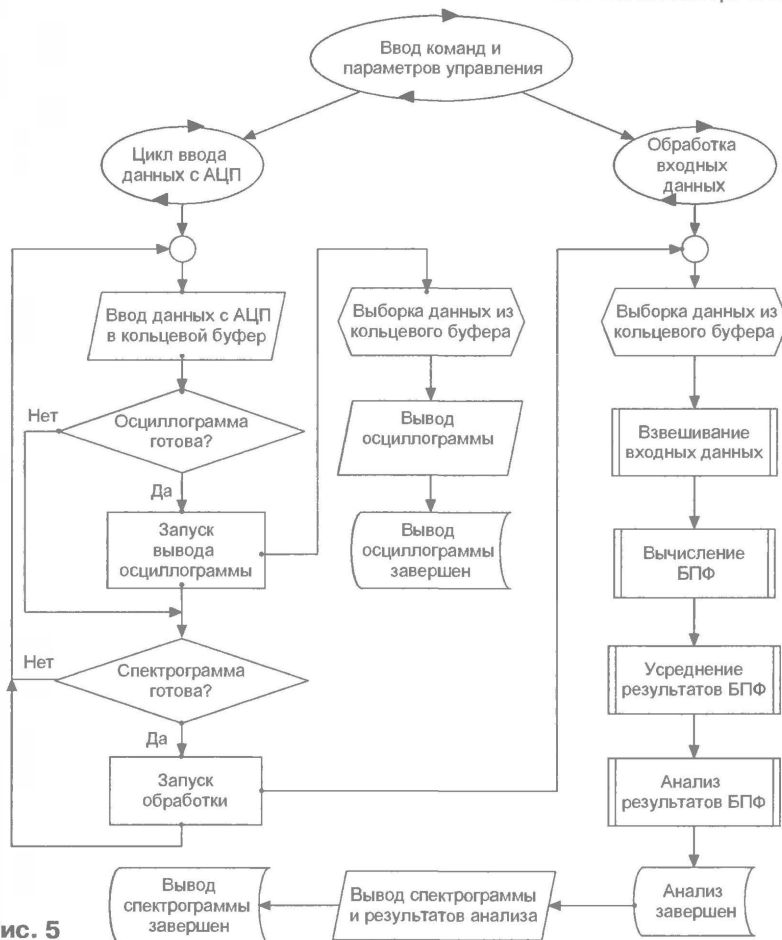 Ввод команд и
параметров управления
Цикл ввода
данных с АЦП
Обработка
входных
данных
Ввод данных с АЦП
в кольцевой буфер
Выборка данных из
кольцевого буфера
Выборка данных из
кольцевого буфера
Нет
Осциллограмма
готова?
Вывод
осциллограммы
Взвешивание
входных данных
Да
Запуск
вывода
осциллограммы
Вывод
осциллограммы
завершен
Вычисление
БПФ
Нет
Спектрограмма
готова?
Усреднение
результатов БПФ
Да
Запуск
обработки
Анализ
результатов БПФ
Вывод
спектрограммы
завершен
Вывод спектрограммы
и результатов анализа
Анализ
завершен
ис. 5